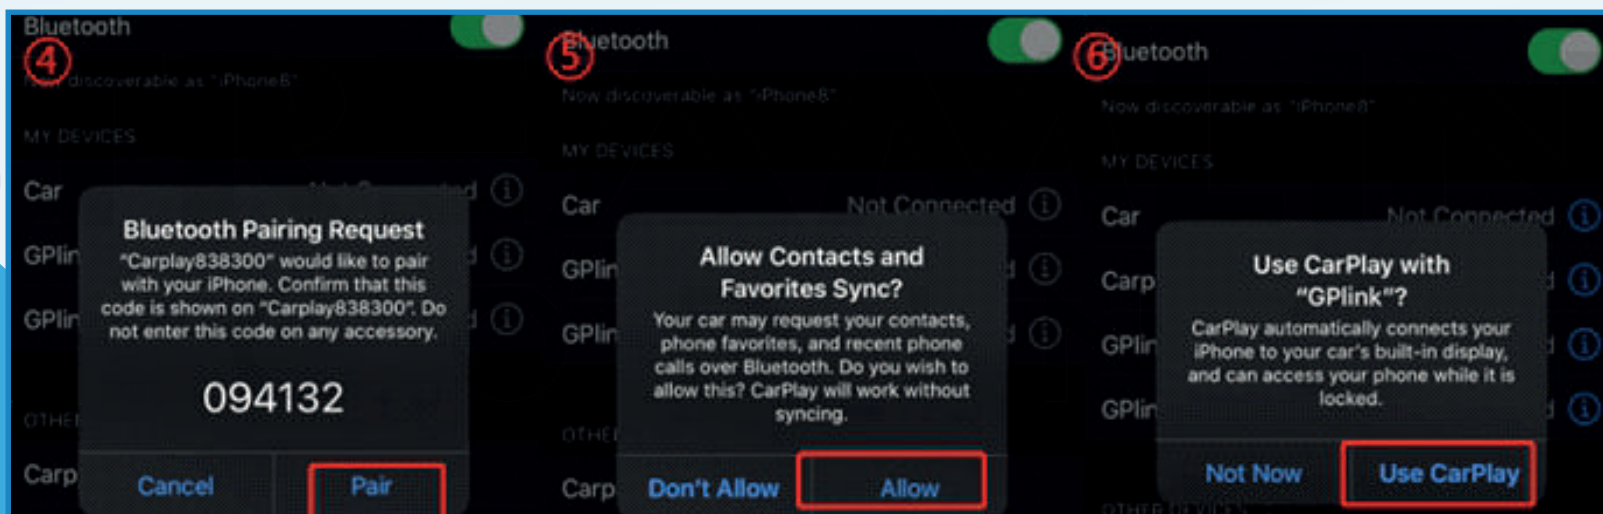 Bluetooth
④
Now discoverable as "iPhone8"
MY DEVICES
Car
Not Connected
GPlin
GPlin
Bluetooth Pairing Request
"Carplay838300" would like to pair
with your iPhone. Confirm that this
code is shown on "Carplay838300". Do
not enter this code on any accessory.
094132
OTHE
Carp
Cancel
Pair
Bluetooth
⑤
Now discoverable as "iPhone8"
MY DEVICES
Car
Not Connected
GPlin
GPlin
Allow Contacts and
Favorites Sync?
Your car may request your contacts,
phone favorites, and recent phone
calls over Bluetooth. Do you wish to
allow this? CarPlay will work without
syncing.
OTHE
Carp
Don't Allow
Allow
⑥
Bluetooth
Now discoverable as "iPhone8"
MY DEVICES
Car
Not Connected
Carp
GPlin
GPlin
Use CarPlay with
"GPlink"?
CarPlay automatically connects your
iPhone to your car's built-in display,
and can access your phone while it is
locked.
Not Now
Use CarPlay
OTHER DEVICES